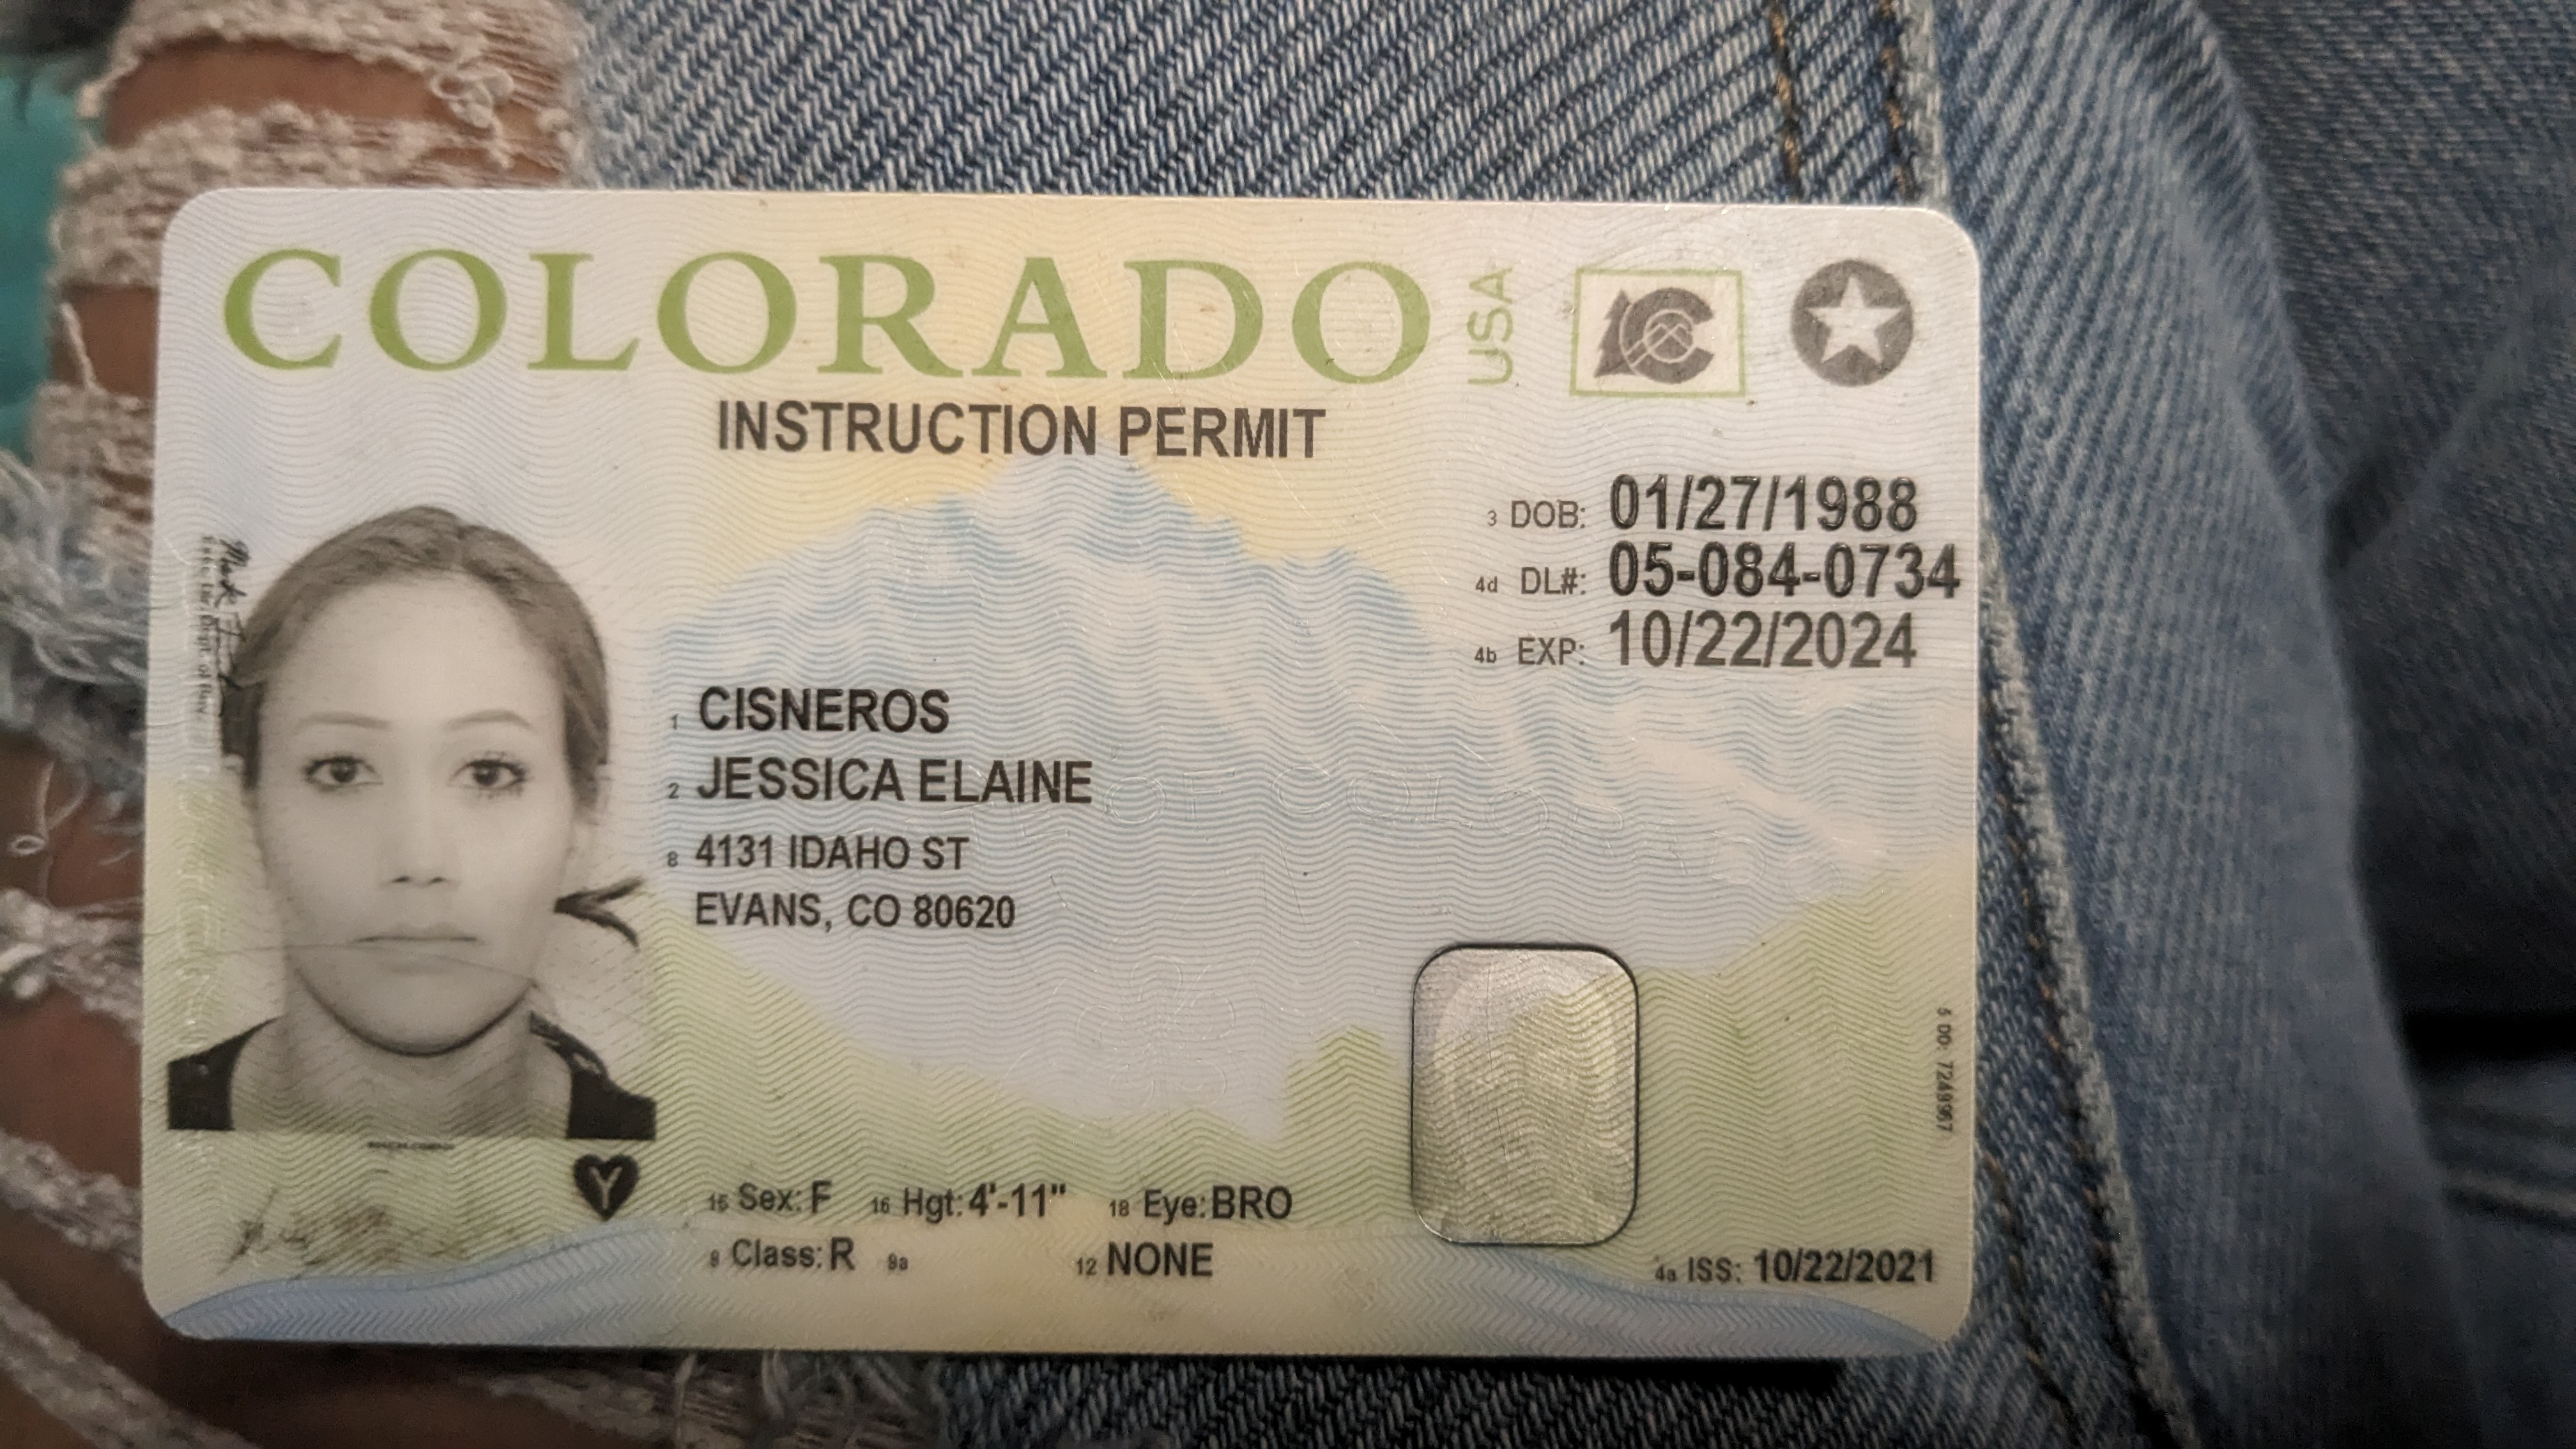 COLORADO USA
INSTRUCTION PERMIT
3 DOB: 01/27/1988
4d DL#: 05-084-0734
4b EXP: 10/22/2024
1 CISNEROS
2 JESSICA ELAINE
8 4131 IDAHO ST
EVANS, CO 80620
Y
15 Sex: F 16 Hgt: 4'-11" 18 Eye: BRO
9 Class: R 9a 12 NONE
4a ISS: 10/22/2021